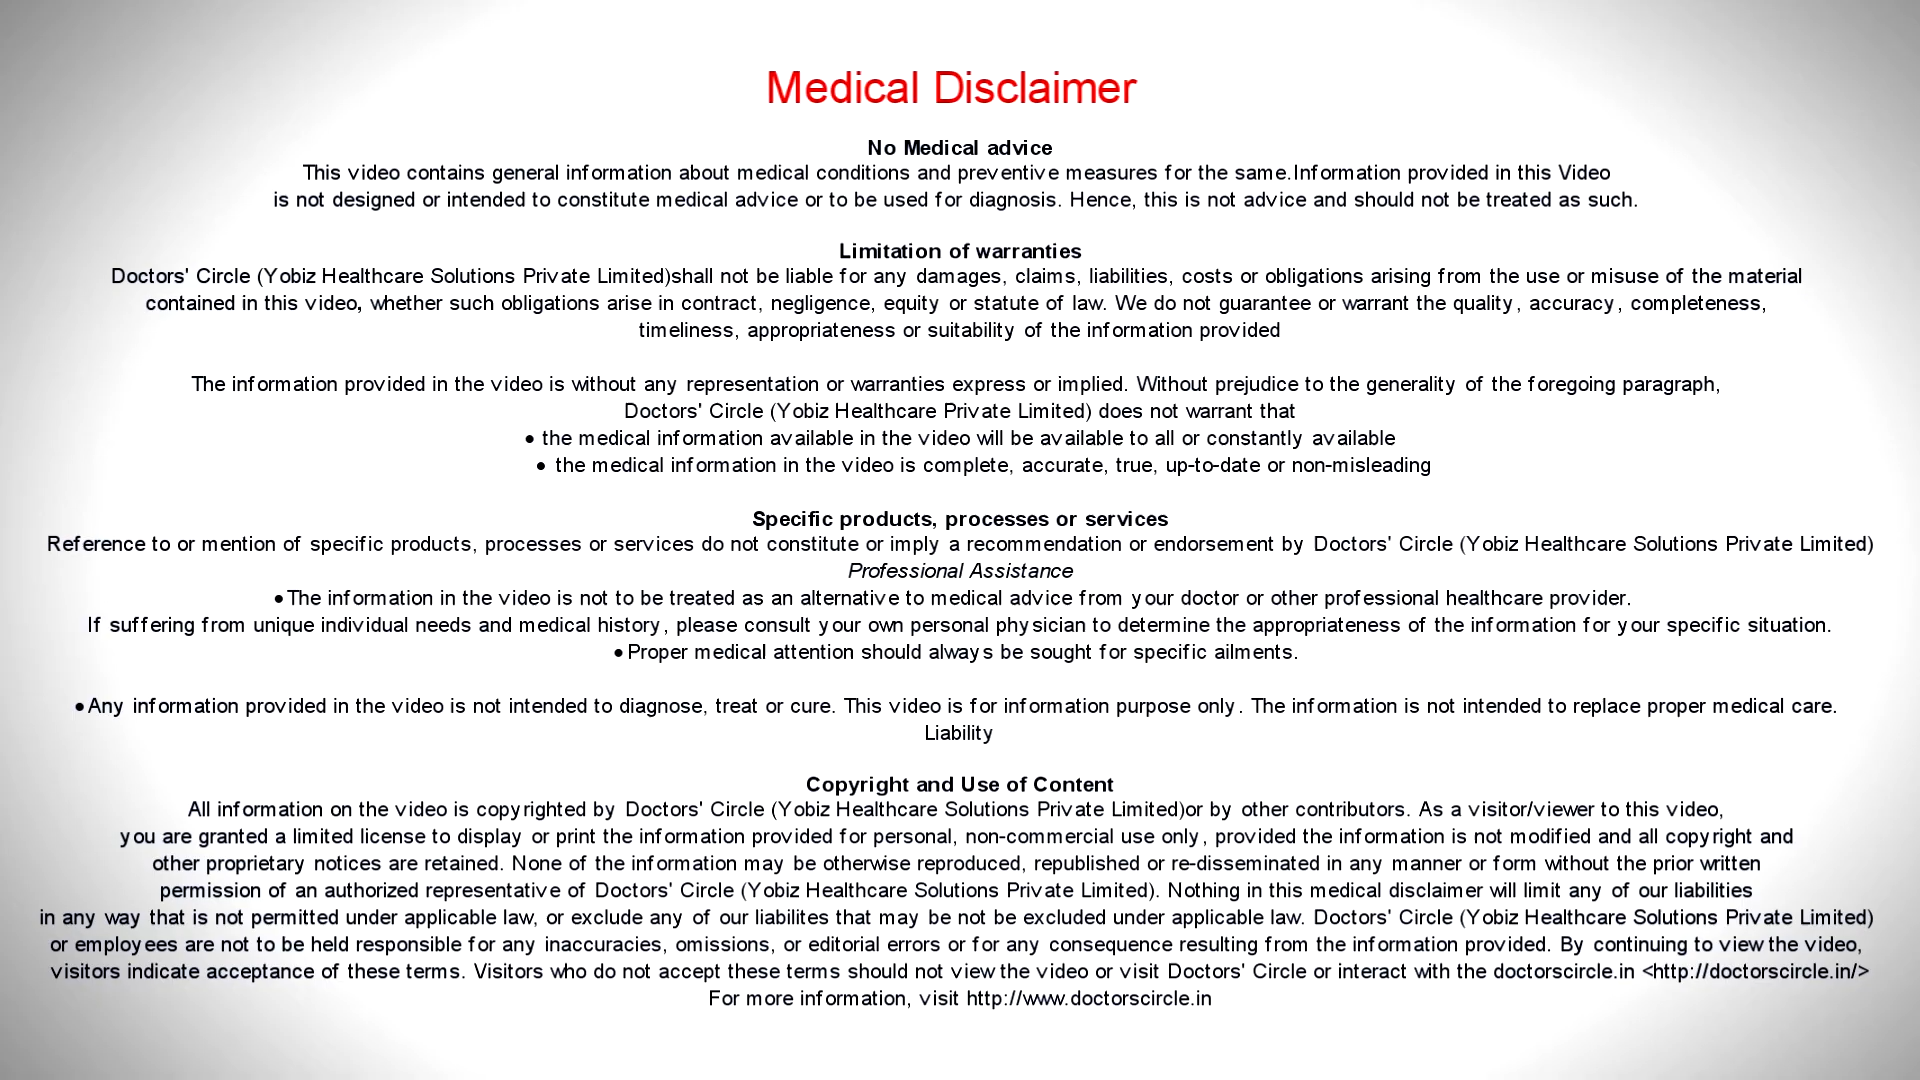 Medical Disclaimer
No Medical advice
This video contains general information about medical conditions and preventive measures for the same.Information provided in this Video
is not designed or intended to constitute medical advice or to be used for diagnosis. Hence, this is not advice and should not be treated as such.
Limitation of warranties
Doctors' Circle (Yobiz Healthcare Solutions Private Limited)shall not be liable for any damages, claims, liabilities, costs or obligations arising from the use or misuse of the material
contained in this video, whether such obligations arise in contract, negligence, equity or statute of law. We do not guarantee or warrant the quality, accuracy, completeness,
timeliness, appropriateness or suitability of the information provided
The information provided in the video is without any representation or warranties express or implied. Without prejudice to the generality of the foregoing paragraph,
Doctors' Circle (Yobiz Healthcare Private Limited) does not warrant that
• the medical information available in the video will be available to all or constantly available
• the medical information in the video is complete, accurate, true, up-to-date or non-misleading
Specific products, processes or services
Reference to or mention of specific products, processes or services do not constitute or imply a recommendation or endorsement by Doctors' Circle (Yobiz Healthcare Solutions Private Limited)
Professional Assistance
•The information in the video is not to be treated as an alternative to medical advice from your doctor or other professional healthcare provider.
If suffering from unique individual needs and medical history, please consult your own personal physician to determine the appropriateness of the information for your specific situation.
•Proper medical attention should always be sought for specific ailments.
•Any information provided in the video is not intended to diagnose, treat or cure. This video is for information purpose only. The information is not intended to replace proper medical care.
Liability
Copyright and Use of Content
All information on the video is copyrighted by Doctors' Circle (Yobiz Healthcare Solutions Private Limited)or by other contributors. As a visitor/viewer to this video,
you are granted a limited license to display or print the information provided for personal, non-commercial use only, provided the information is not modified and all copyright and
other proprietary notices are retained. None of the information may be otherwise reproduced, republished or re-disseminated in any manner or form without the prior written
permission of an authorized representative of Doctors' Circle (Yobiz Healthcare Solutions Private Limited). Nothing in this medical disclaimer will limit any of our liabilities
in any way that is not permitted under applicable law, or exclude any of our liabilites that may be not be excluded under applicable law. Doctors' Circle (Yobiz Healthcare Solutions Private Limited)
or employees are not to be held responsible for any inaccuracies, omissions, or editorial errors or for any consequence resulting from the information provided. By continuing to view the video,
visitors indicate acceptance of these terms. Visitors who do not accept these terms should not view the video or visit Doctors' Circle or interact with the doctorscircle.in <http://doctorscircle.in/>
For more information, visit http://www.doctorscircle.in